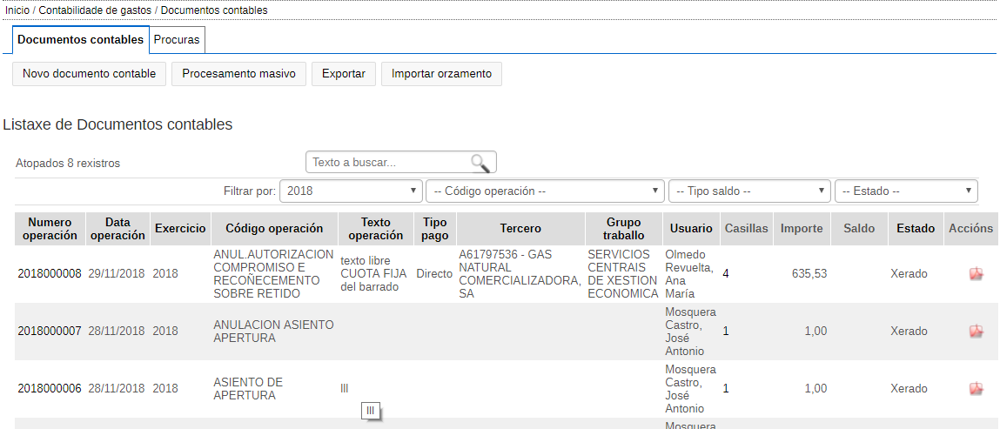 Inicio / Contabilidade de gastos / Documentos contables
Documentos contables Procuras
Novo documento contable Procesamento masivo Exportar Importar orzamento
Listaxe de Documentos contables
Atopados 8 rexistros Texto a buscar...
Filtrar por: 2018 -- Código operación -- -- Tipo saldo -- -- Estado --
Numero operación Data operación Exercicio Código operación Texto operación Tipo pago Tercero Grupo traballo Usuario Casillas Importe Saldo Estado Accións
2018000008 29/11/2018 2018 ANUL.AUTORIZACION COMPROMISO E RECOÑECEMENTO SOBRE RETIDO texto libre CUOTA FIJA del barrado Directo A61797536 - GAS NATURAL COMERCIALIZADORA, SA SERVICIOS CENTRAIS DE XESTION ECONOMICA Olmedo Revuelta, Ana María 4 635,53 Xerado
2018000007 28/11/2018 2018 ANULACION ASIENTO APERTURA Mosquera Castro, José Antonio 1 1,00 Xerado
2018000006 28/11/2018 2018 ASIENTO DE APERTURA lll Mosquera Castro, José Antonio 1 1,00 Xerado
lll
Mosquera